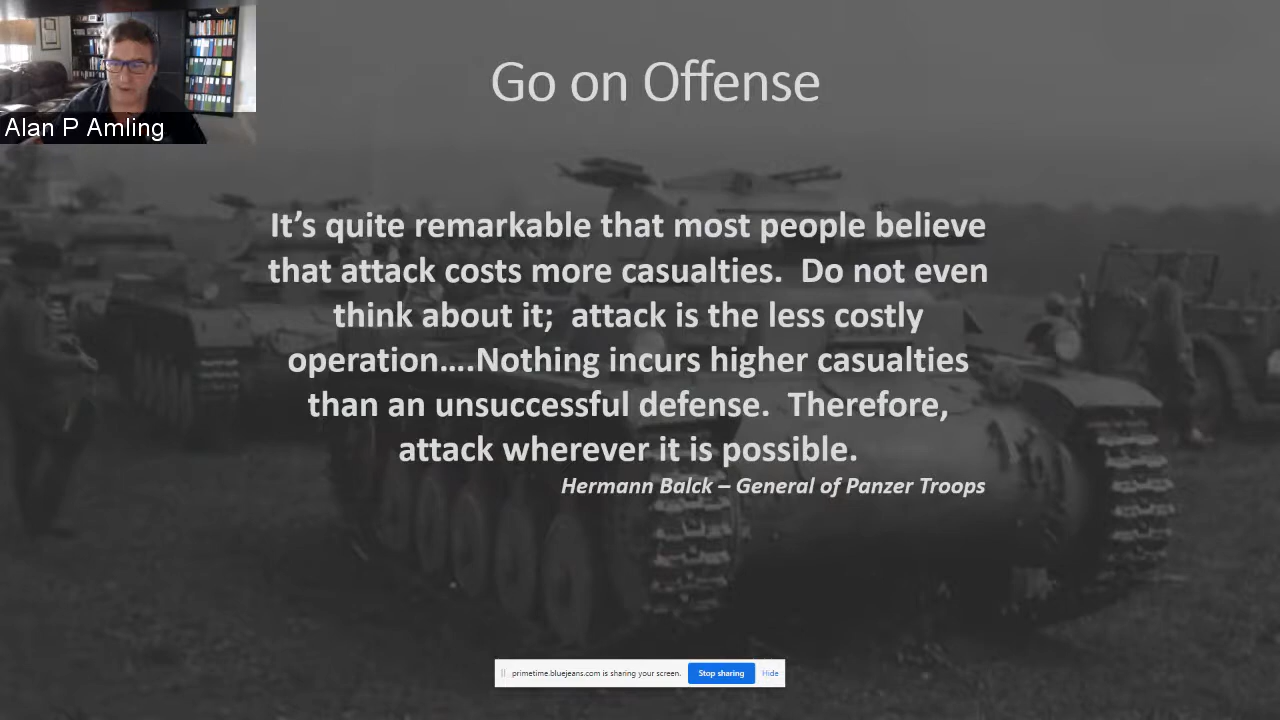 Alan P Amling
Go on Offense
It’s quite remarkable that most people believe
that attack costs more casualties.  Do not even
think about it;  attack is the less costly
operation….Nothing incurs higher casualties
than an unsuccessful defense.  Therefore,
attack wherever it is possible.
Hermann Balck – General of Panzer Troops
primetime.bluejeans.com is sharing your screen. Stop sharing Hide